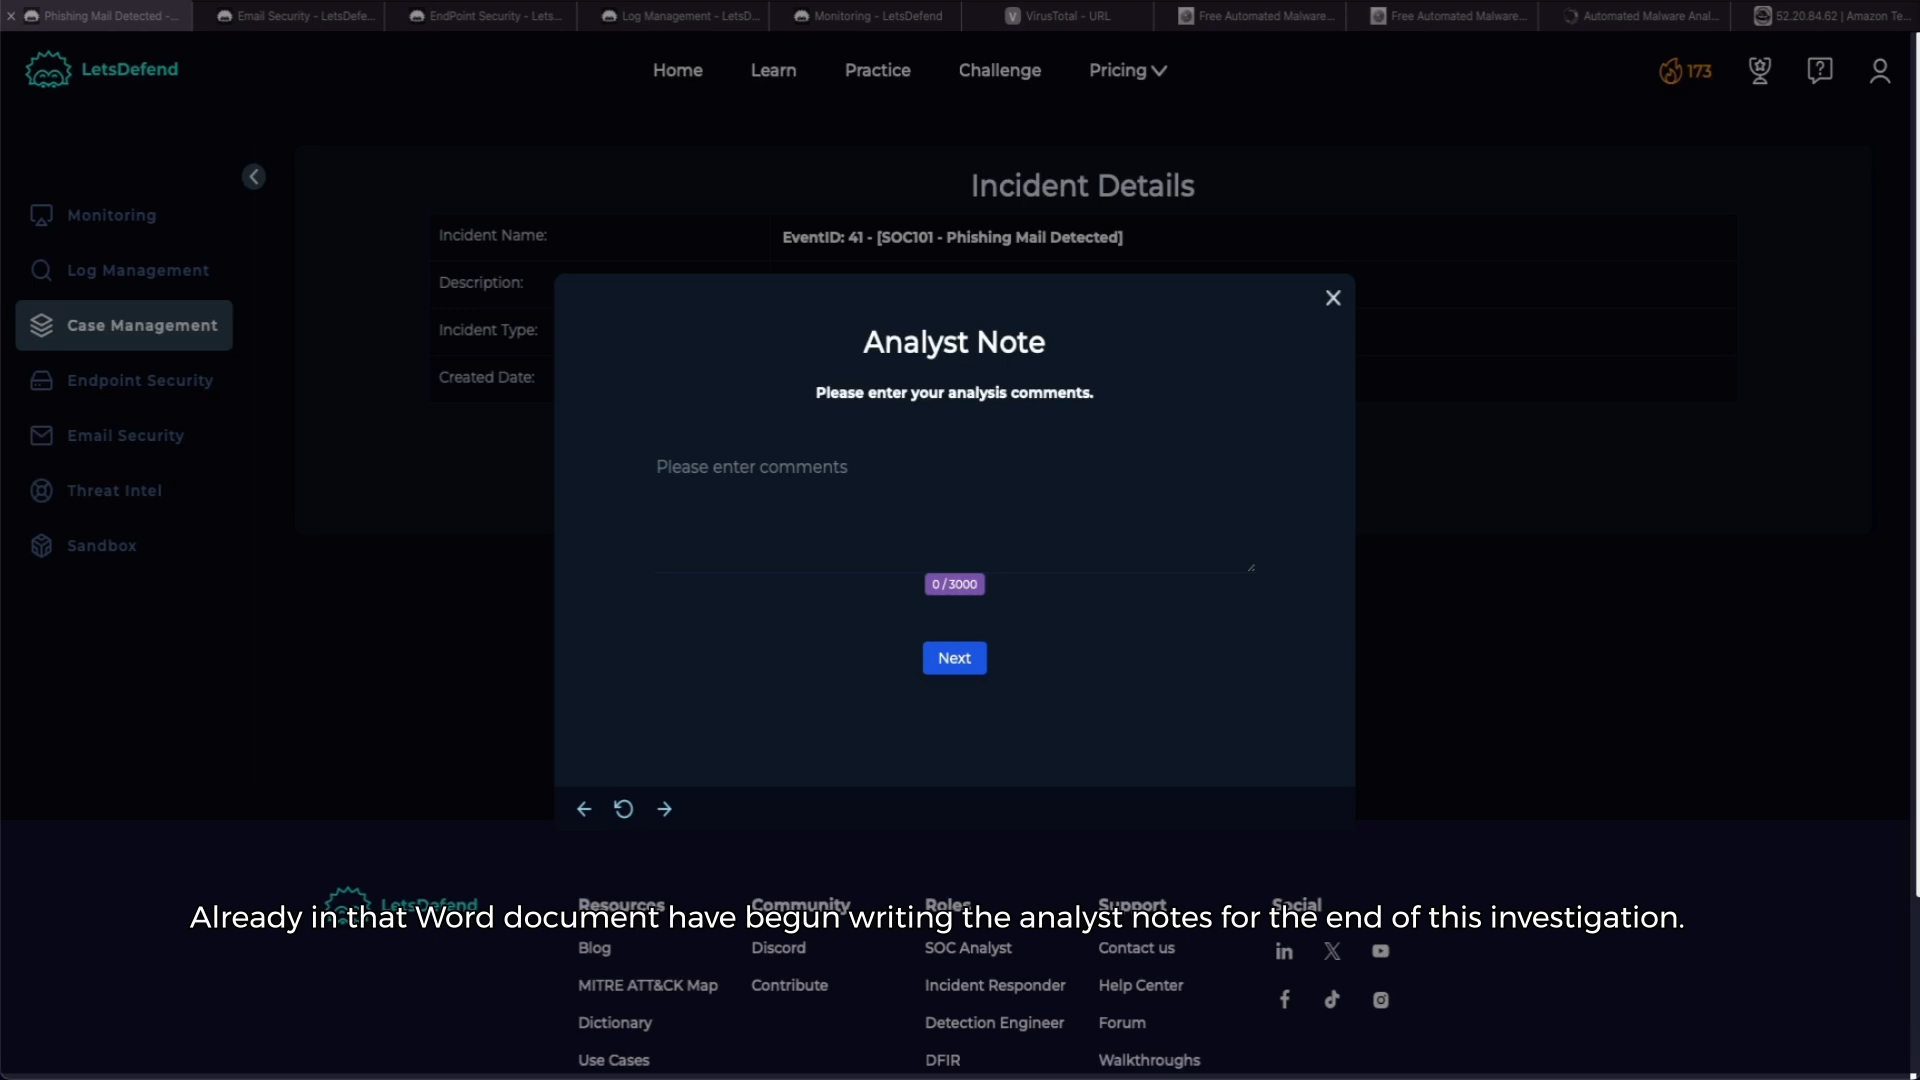 Phishing Mail Detected -...
Email Security - LetsDefe...
EndPoint Security - Lets...
Log Management - LetsD...
Monitoring - LetsDefend
VirusTotal - URL
Free Automated Malware...
Free Automated Malware...
Automated Malware Anal...
52.20.84.62 | Amazon Te...
LetsDefend
Home
Learn
Practice
Challenge
Pricing
173
Monitoring
Log Management
Case Management
Endpoint Security
Email Security
Threat Intel
Sandbox
Incident Details
Incident Name:
EventID: 41 - [SOC101 - Phishing Mail Detected]
Description:
Incident Type:
Created Date:
Analyst Note
Please enter your analysis comments.
Please enter comments
0 / 3000
Next
LetsDefend
Already in that Word document have begun writing the analyst notes for the end of this investigation.
Resources
Blog
MITRE ATT&CK Map
Dictionary
Use Cases
Community
Discord
Contribute
Roles
SOC Analyst
Incident Responder
Detection Engineer
DFIR
Support
Contact us
Help Center
Forum
Walkthroughs
Social